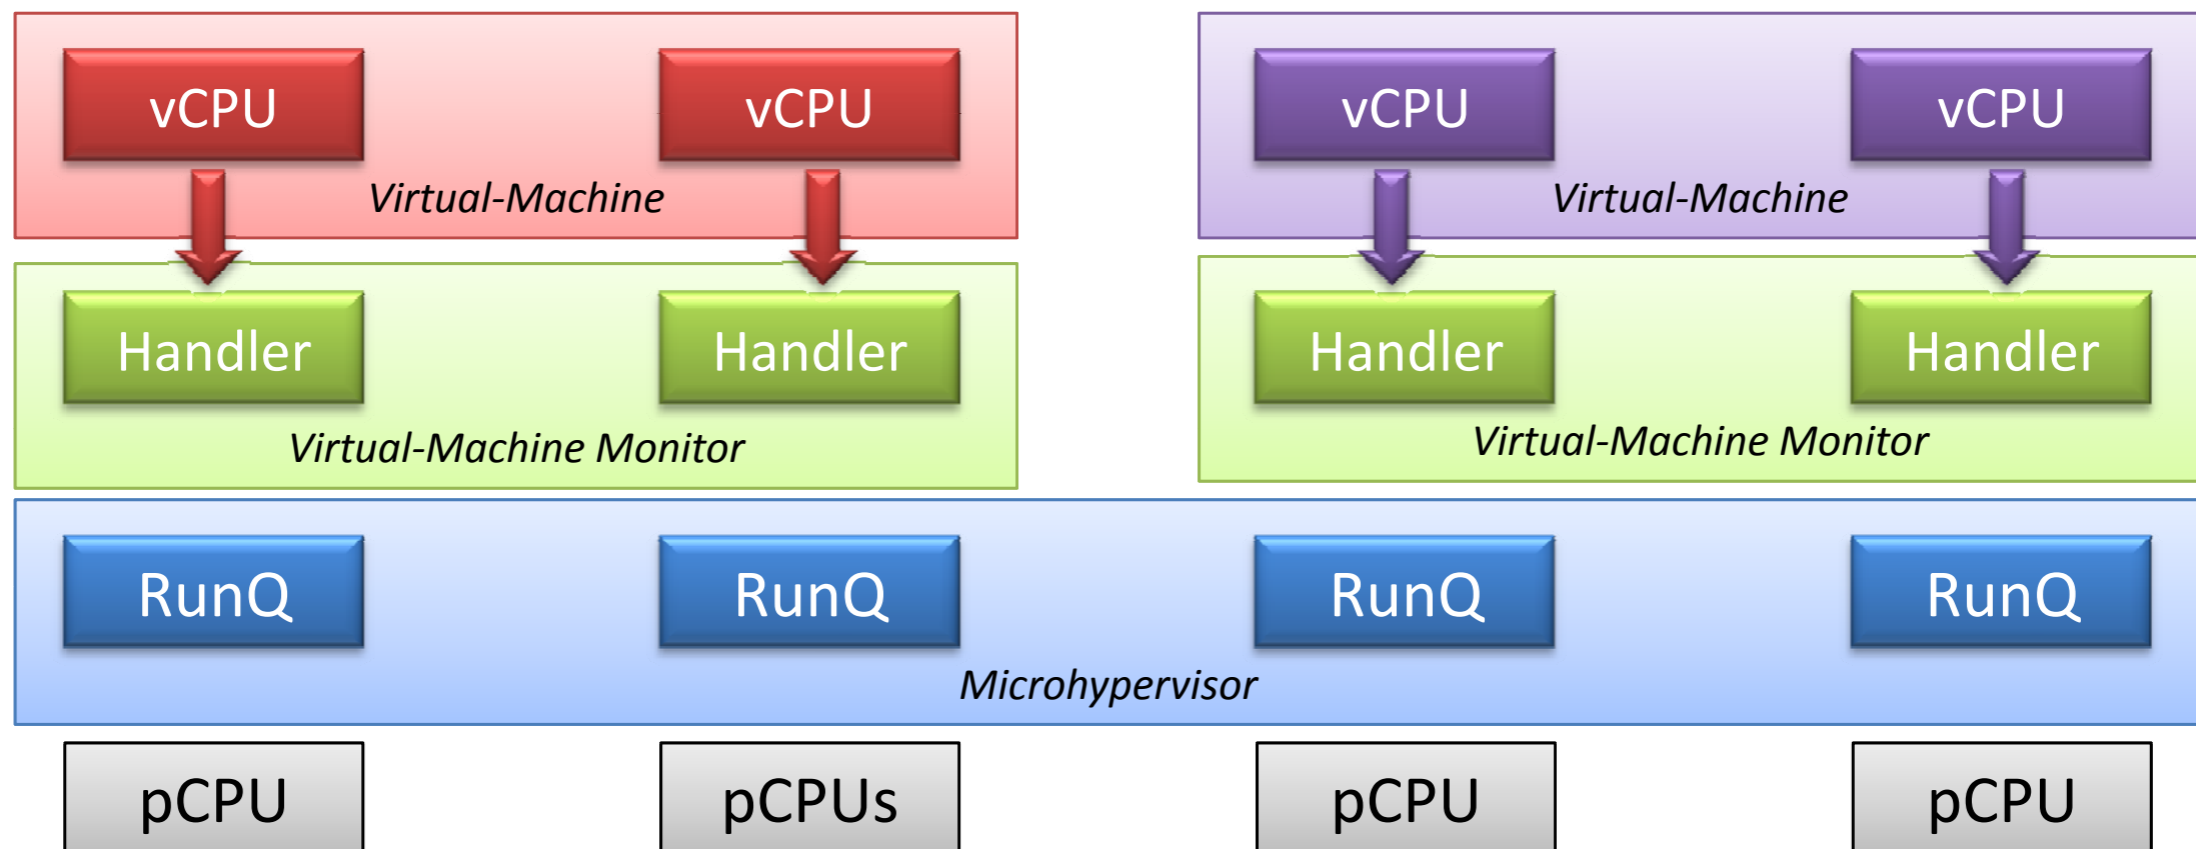 vCPU vCPU vCPU vCPU
Virtual-Machine Virtual-Machine
Handler Handler Handler Handler
Virtual-Machine Monitor Virtual-Machine Monitor
RunQ RunQ RunQ RunQ
Microhypervisor
pCPU pCPUs pCPU pCPU